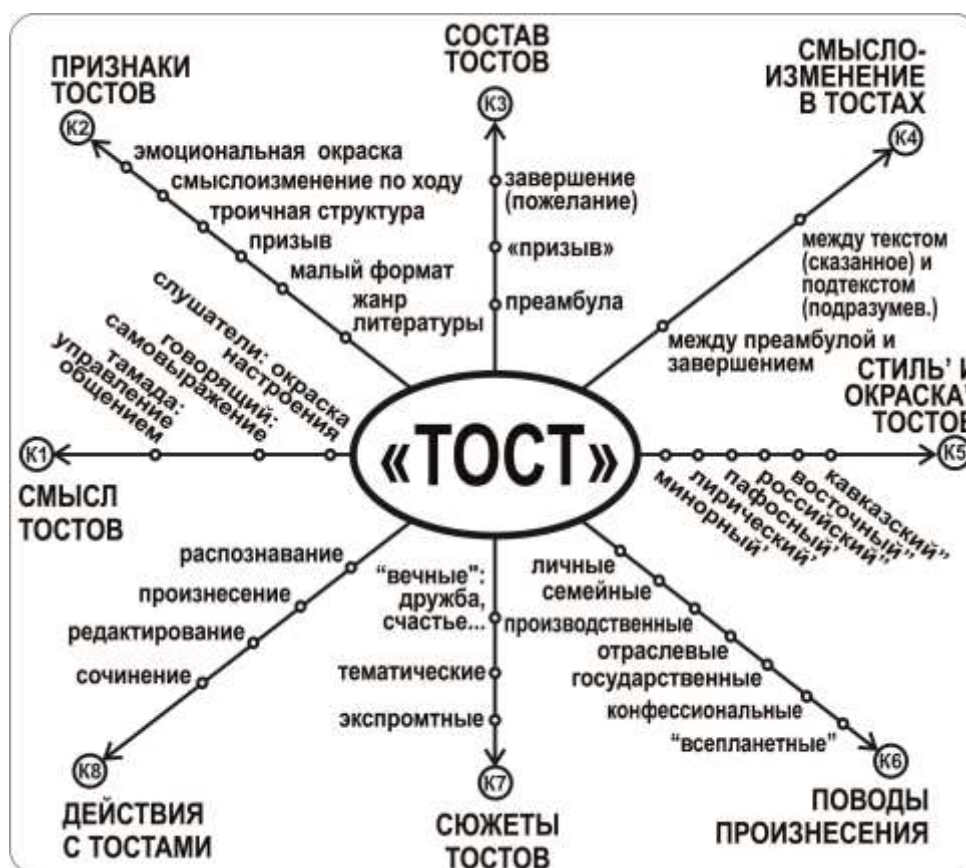 СОСТАВ
ТОСТОВ
К3
ПРИЗНАКИ
ТОСТОВ
К2
СМЫСЛО-
ИЗМЕНЕНИЕ
В ТОСТАХ
К4
эмоциональная окраска
смыслоизменение по ходу
троичная структура
призыв
малый формат
жанр
литературы
завершение
(пожелание)
«призыв»
преамбула
между текстом
(сказанное) и
подтекстом
(подразумев.)
между преамбулой и
завершением
слушатели: окраска
настроения
говорящий:
самовыражение
тамада:
управление
общением
К1
СМЫСЛ
ТОСТОВ
«ТОСТ»
СТИЛЬ’ И
ОКРАСКА”
ТОСТОВ
К5
минорный’
лирический’
пафосный’
российский”
восточный”
кавказский”
распознавание
произнесение
редактирование
сочинение
К8
ДЕЙСТВИЯ
С ТОСТАМИ
“вечные":
дружба,
счастье...
тематические
экспромтные
К7
СЮЖЕТЫ
ТОСТОВ
личные
семейные
производственные
отраслевые
государственные
конфессиональные
“всепланетные”
К6
ПОВОДЫ
ПРОИЗНЕСЕНИЯ